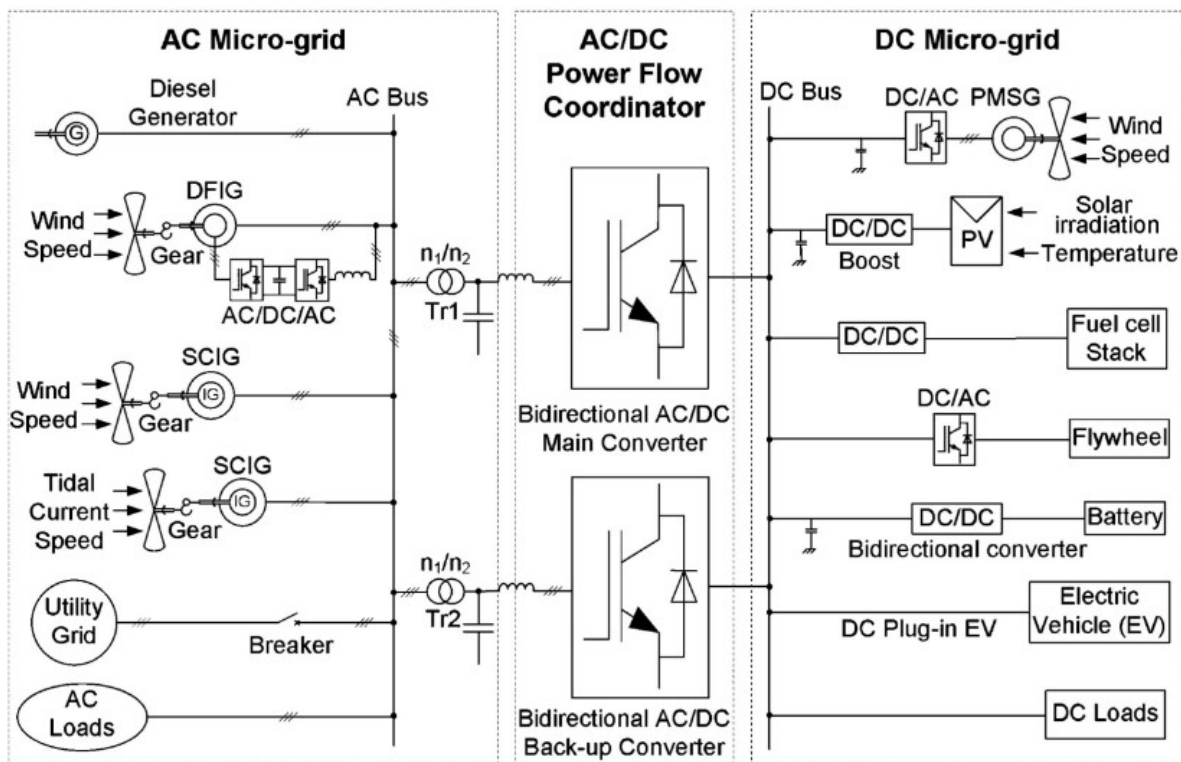 AC Micro-grid
Diesel
Generator
AC Bus
G
DFIG
Wind
Speed
Gear
AC/DC/AC
SCIG
Wind
Speed
IG
Gear
SCIG
Tidal
Current
Speed
IG
Gear
Utility
Grid
Breaker
AC
Loads
n1/n2
Tr1
n1/n2
Tr2
AC/DC
Power Flow
Coordinator
Bidirectional AC/DC
Main Converter
Bidirectional AC/DC
Back-up Converter
DC Micro-grid
DC Bus
DC/AC PMSG
Wind
Speed
DC/DC
Boost
PV
Solar
irradiation
Temperature
DC/DC
Fuel cell
Stack
DC/AC
Flywheel
DC/DC
Battery
Bidirectional converter
DC Plug-in EV
Electric
Vehicle (EV)
DC Loads